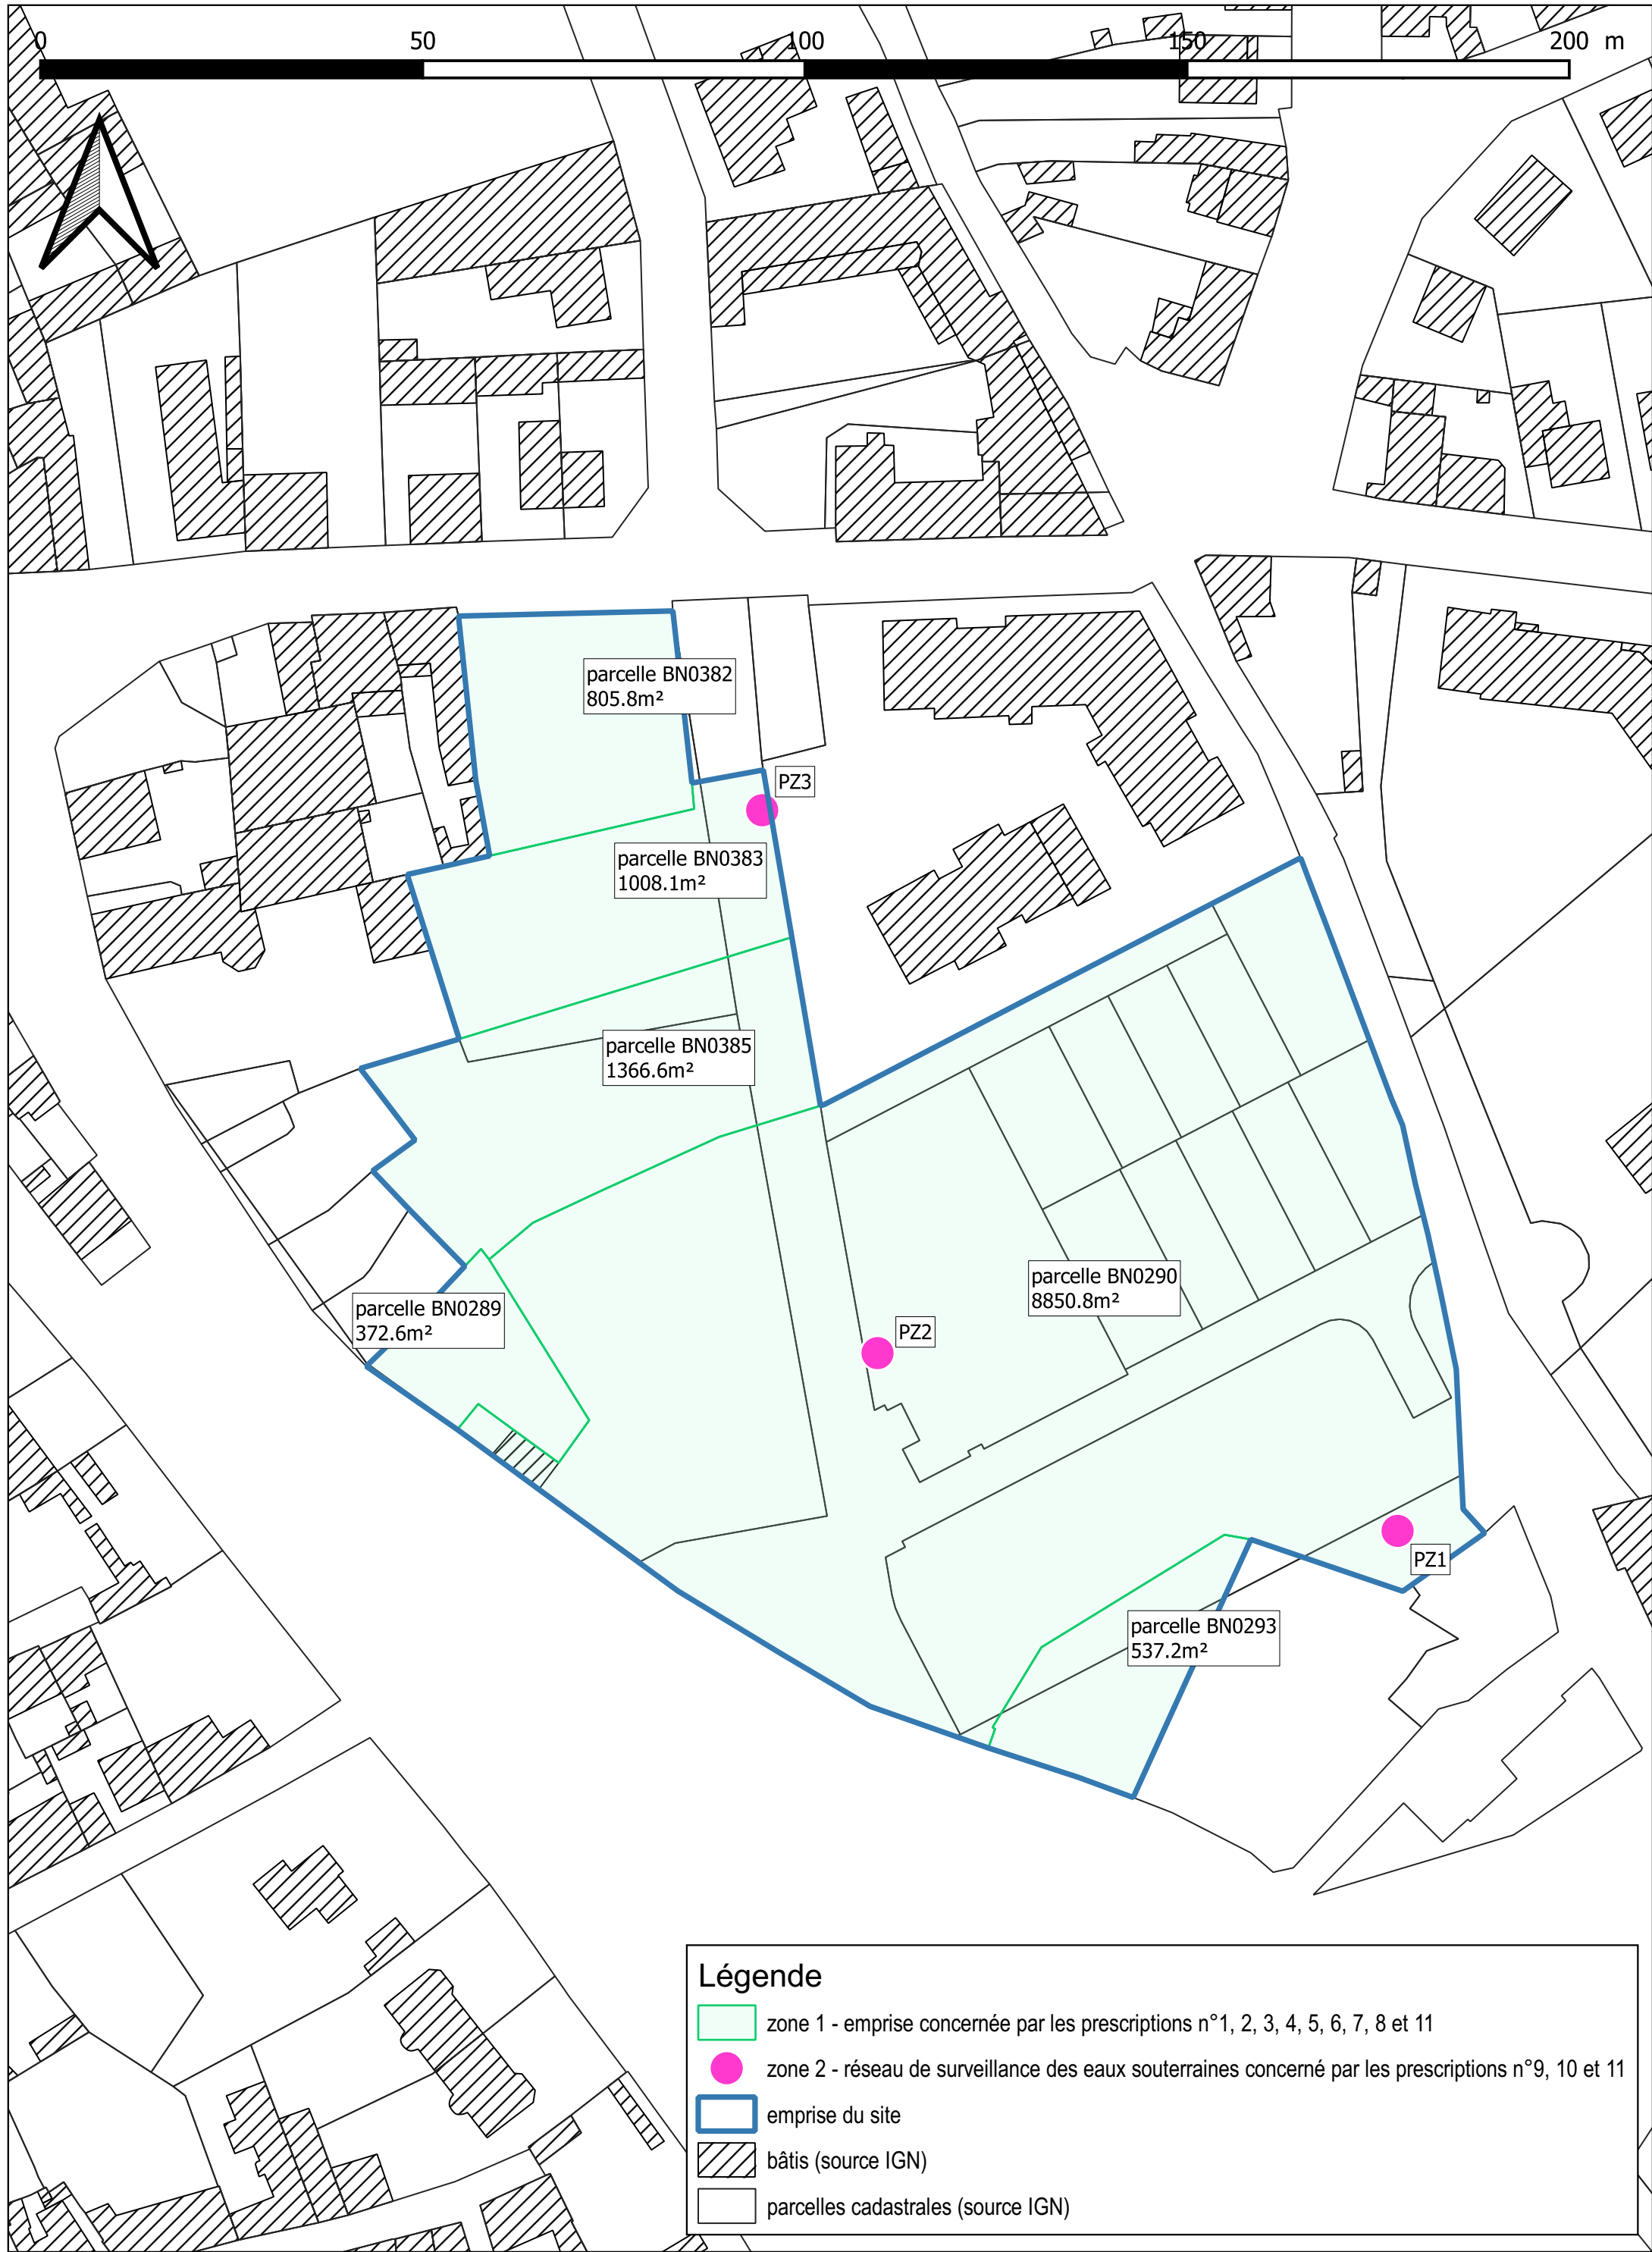 0 50 100 150 200 m
parcelle BN0382
805.8m²
PZ3
parcelle BN0383
1008.1m²
parcelle BN0385
1366.6m²
parcelle BN0290
8850.8m²
parcelle BN0289
372.6m²
PZ2
PZ1
parcelle BN0293
537.2m²
Légende
zone 1 - emprise concernée par les prescriptions n°1, 2, 3, 4, 5, 6, 7, 8 et 11
zone 2 - réseau de surveillance des eaux souterraines concerné par les prescriptions n°9, 10 et 11
emprise du site
bâtis (source IGN)
parcelles cadastrales (source IGN)